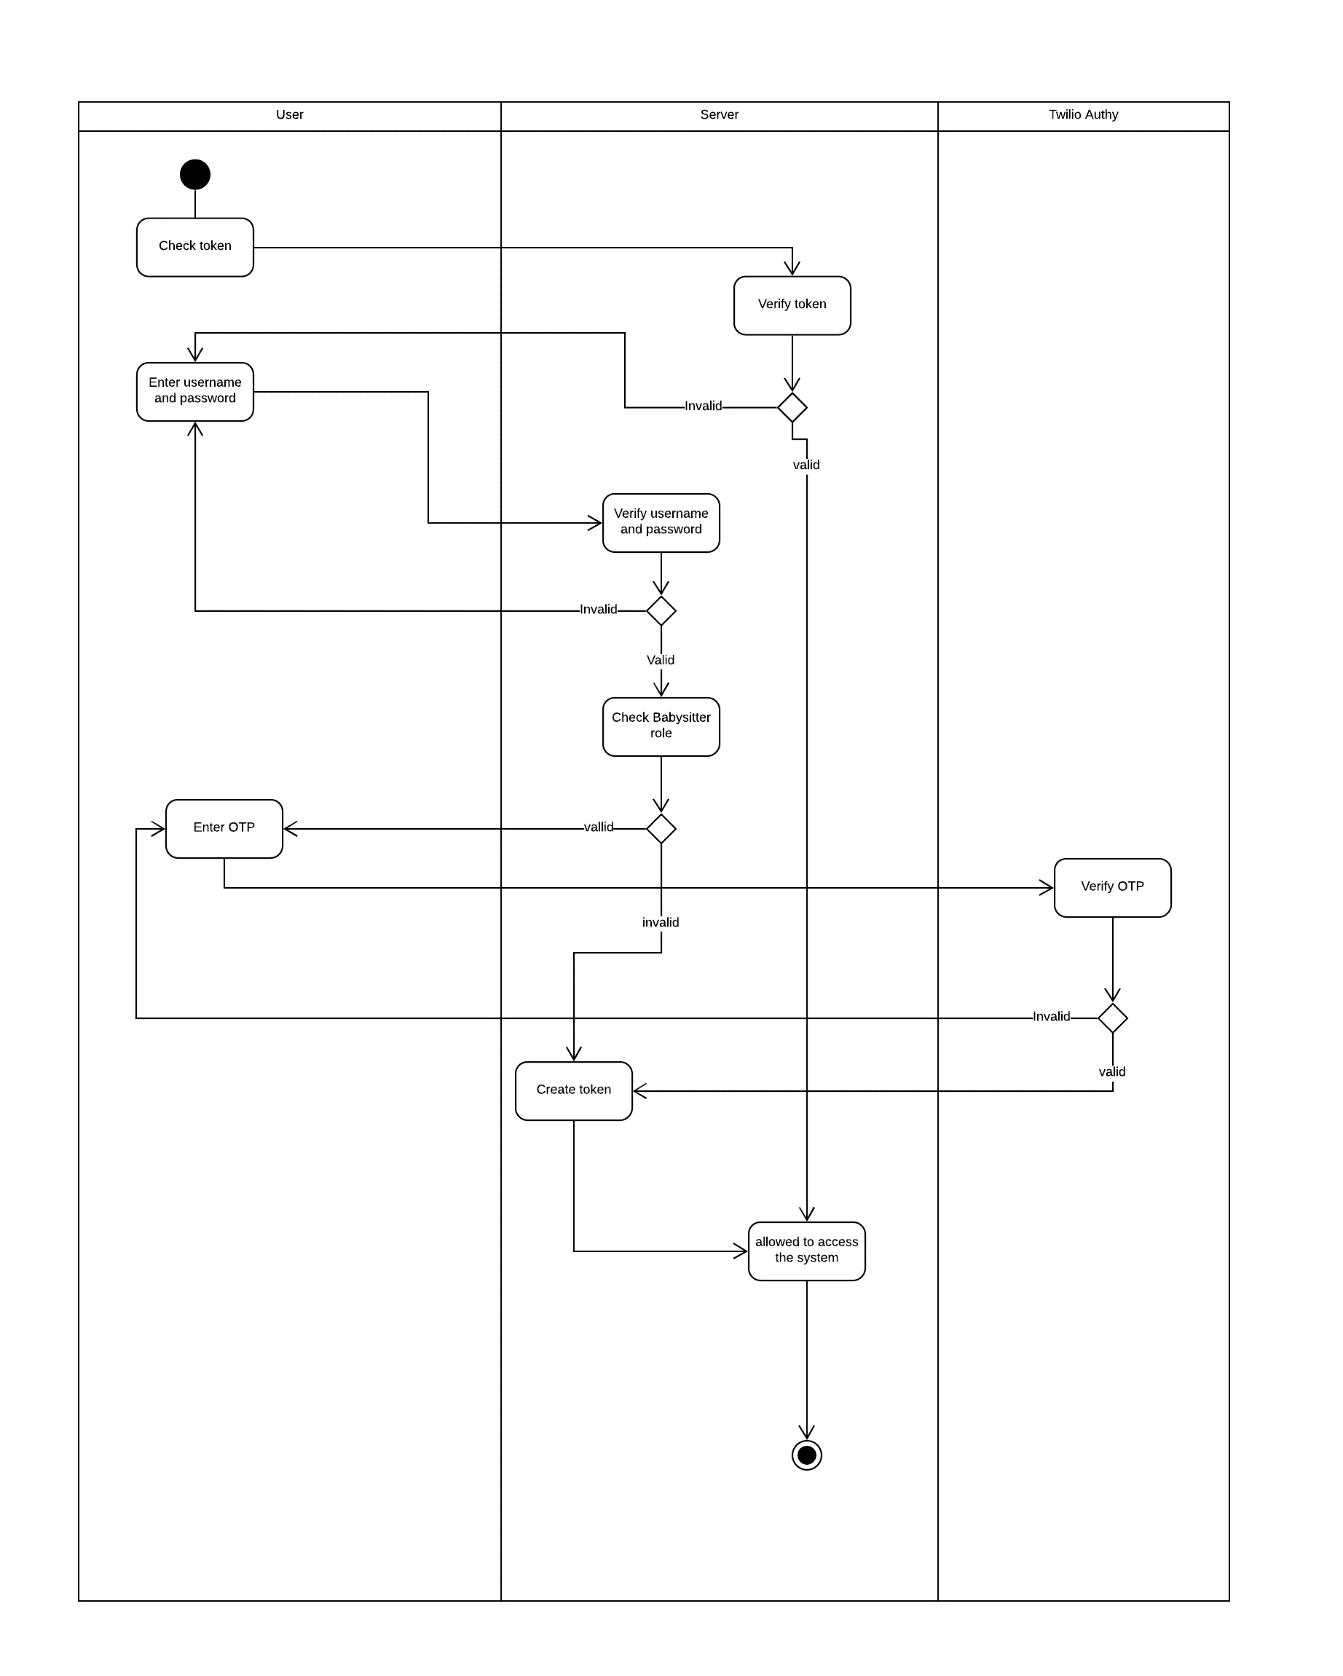 User
Server
Twilio Authy
Check token
Verify token
Enter username
and password
Invalid
valid
Verify username
and password
Invalid
Valid
Check Babysitter
role
Enter OTP
vallid
Verify OTP
invalid
Invalid
valid
Create token
allowed to access
the system